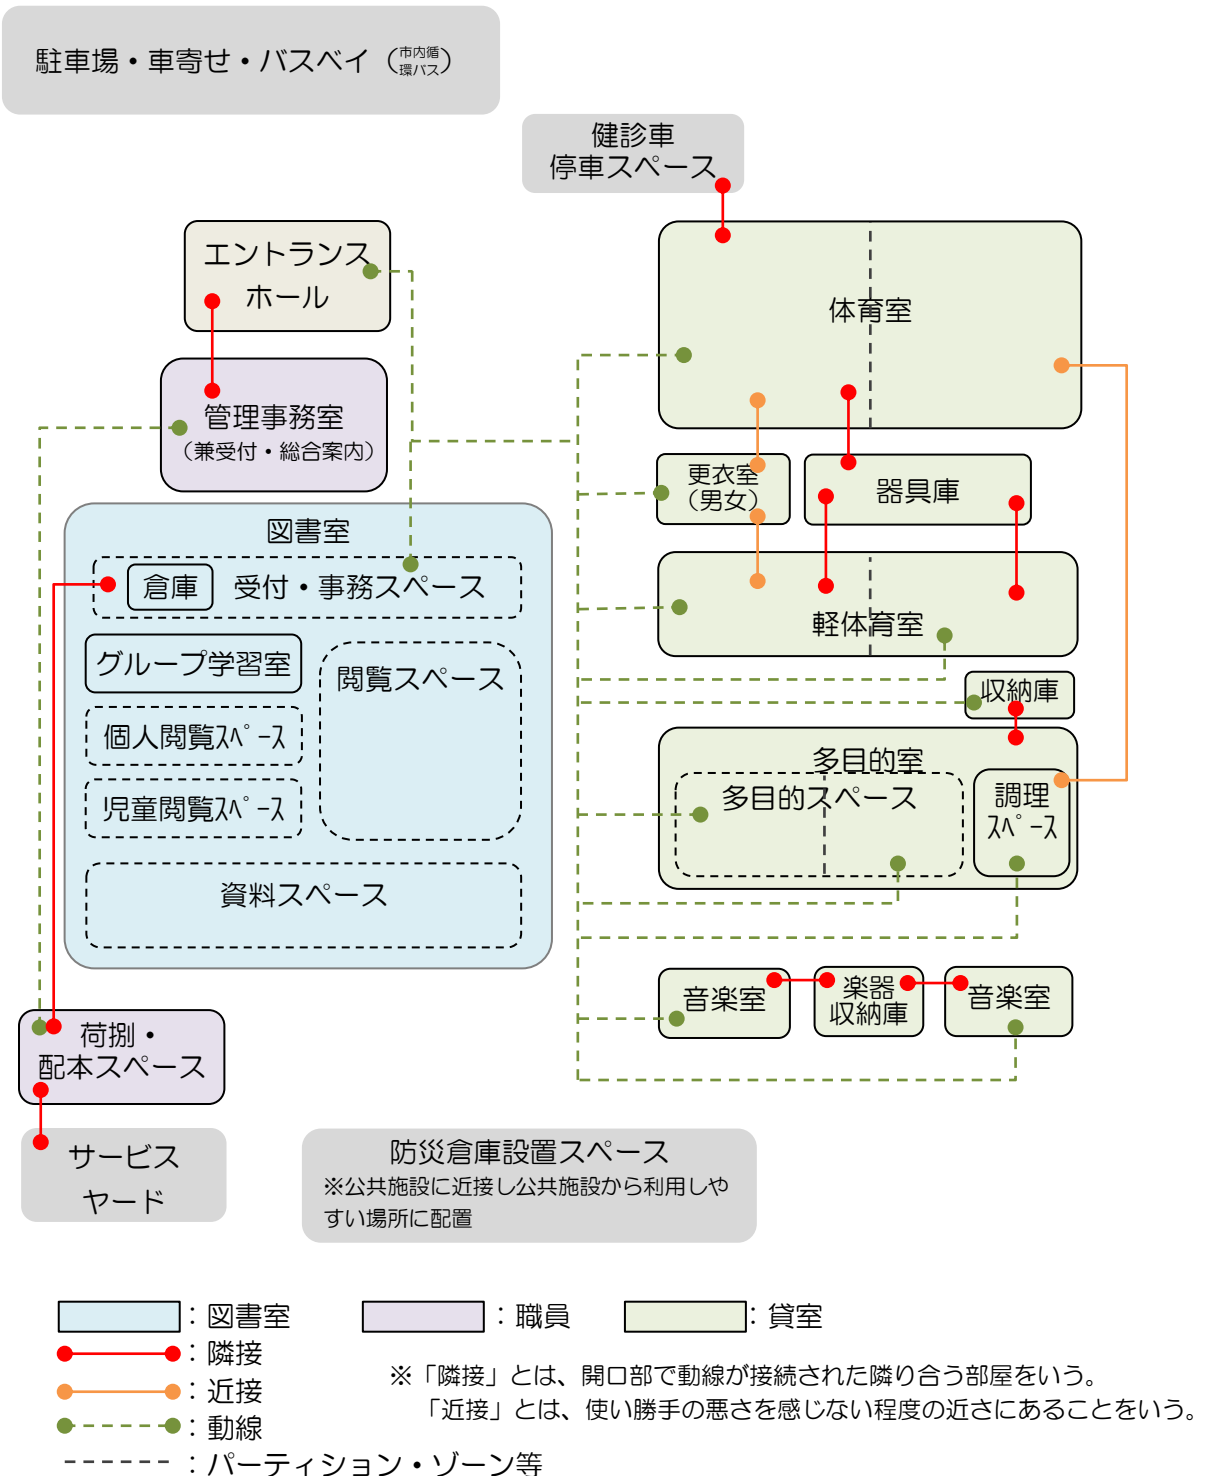 駐車場・車寄せ・バスベイ（市内循環バス）
健診車
停車スペース
エントランス
ホール
体育室
管理事務室
（兼受付・総合案内）
更衣室
（男女）
器具庫
図書室
倉庫
受付・事務スペース
軽体育室
グループ学習室
閲覧スペース
収納庫
個人閲覧ｽﾍﾟｰｽ
多目的室
多目的スペース
調理
ｽﾍﾟｰｽ
児童閲覧ｽﾍﾟｰｽ
資料スペース
音楽室
楽器
収納庫
音楽室
荷捌・
配本スペース
サービス
ヤード
防災倉庫設置スペース
※公共施設に近接し公共施設から利用しや
すい場所に配置
：図書室
：職員
：貸室
：隣接
：近接
：動線
：パーティション・ゾーン等
※「隣接」とは、開口部で動線が接続された隣り合う部屋をいう。
「近接」とは、使い勝手の悪さを感じない程度の近さにあることをいう。